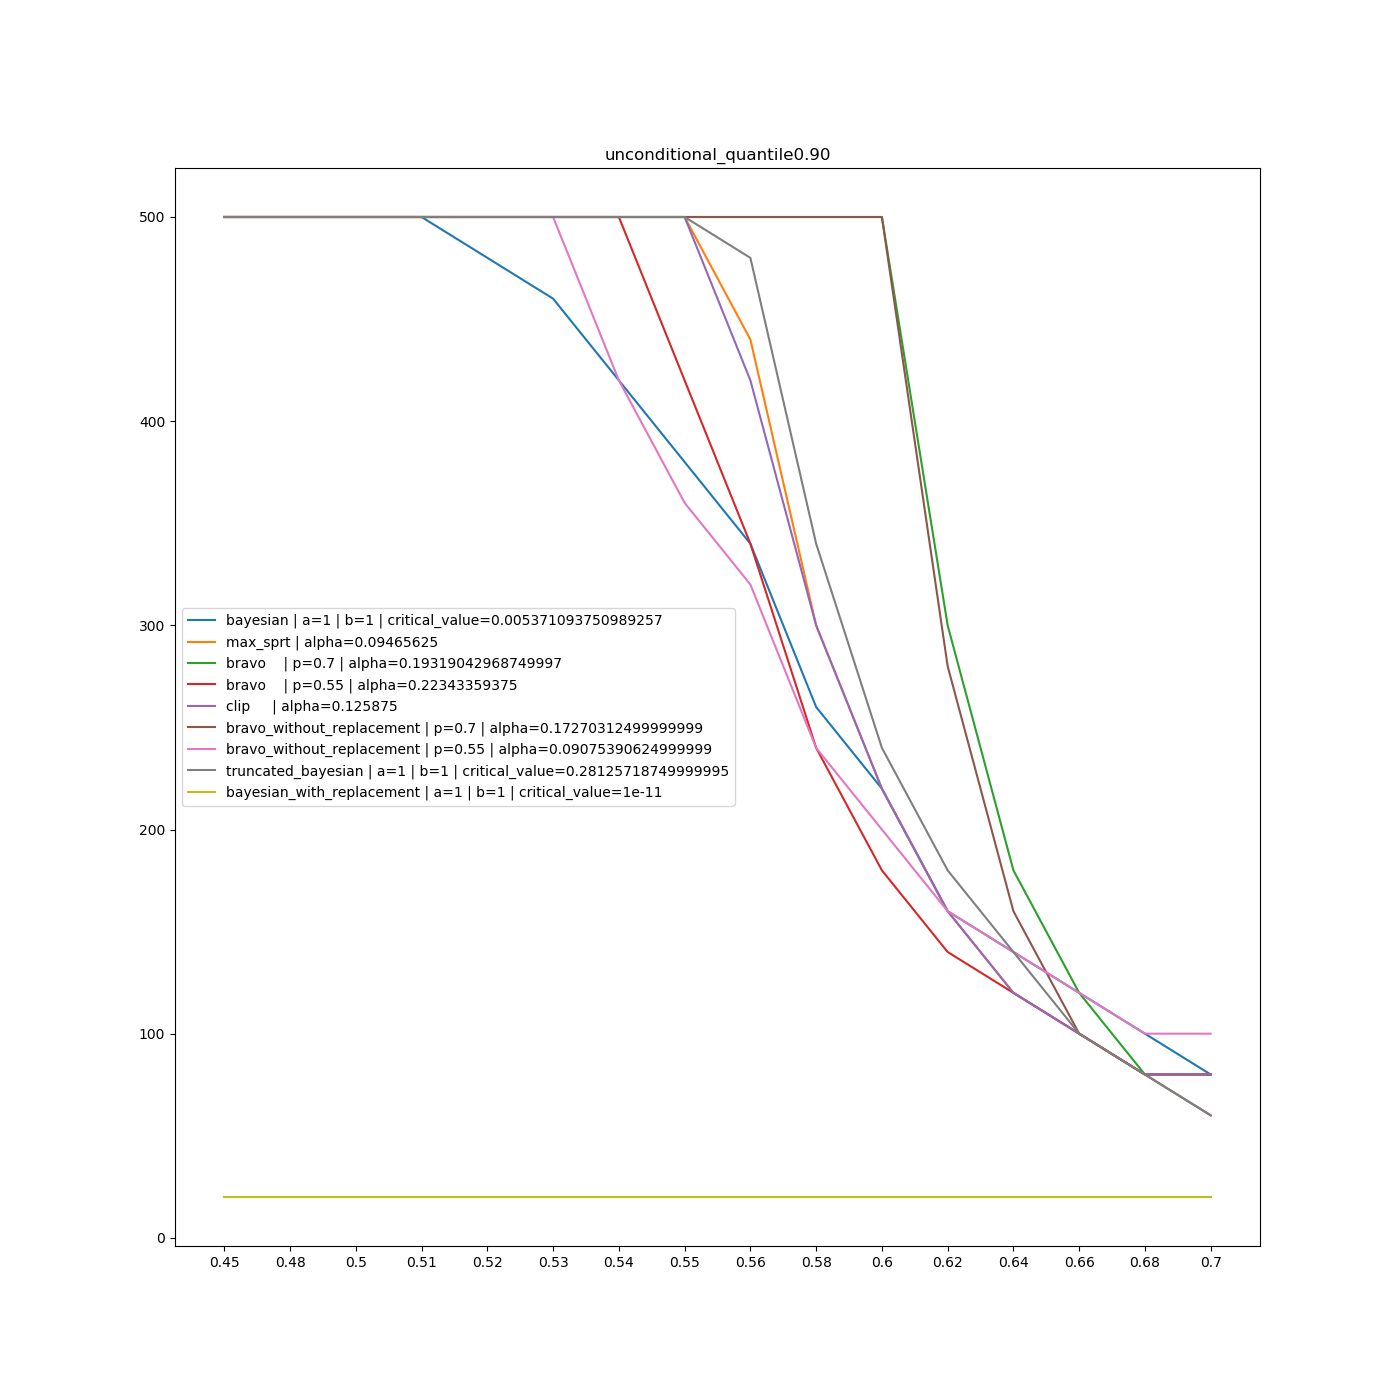 unconditional_quantile0.90
500
400
300
200
100
0
bayesian | a=1 | b=1 | critical_value=0.005371093750989257
max_sprt | alpha=0.09465625
bravo    | p=0.7 | alpha=0.19319042968749997
bravo    | p=0.55 | alpha=0.22343359375
clip     | alpha=0.125875
bravo_without_replacement | p=0.7 | alpha=0.17270312499999999
bravo_without_replacement | p=0.55 | alpha=0.09075390624999999
truncated_bayesian | a=1 | b=1 | critical_value=0.28125718749999995
bayesian_with_replacement | a=1 | b=1 | critical_value=1e-11
0.45 0.48 0.5 0.51 0.52 0.53 0.54 0.55 0.56 0.58 0.6 0.62 0.64 0.66 0.68 0.7